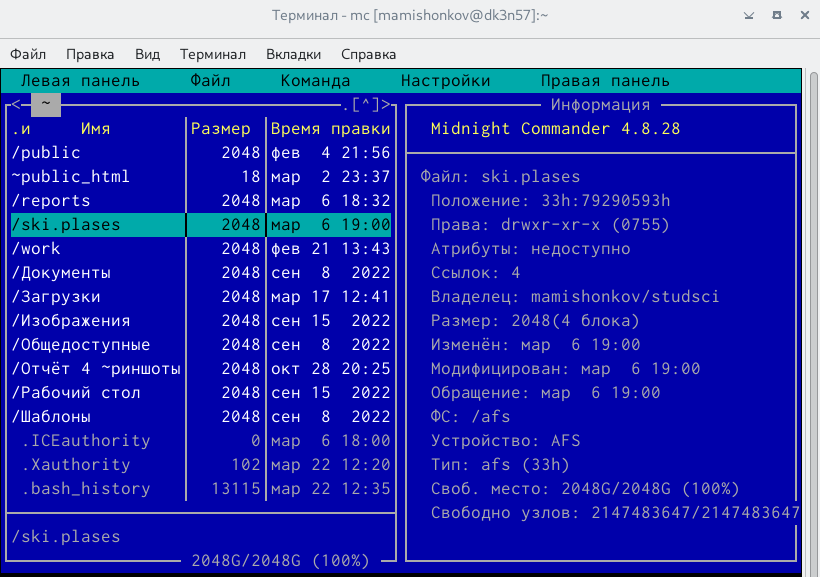 Терминал - mc [mamishonkov@dk3n57]:~
Файл Правка Вид Терминал Вкладки Справка
Левая панель Файл Команда Настройки Правая панель
<─ ~ .[^]>
.и Имя Размер Время правки
/public 2048 фев 4 21:56
~public_html 18 мар 2 23:37
/reports 2048 мар 6 18:32
/ski.plases 2048 мар 6 19:00
/work 2048 фев 21 13:43
/Документы 2048 сен 8 2022
/Загрузки 2048 мар 17 12:41
/Изображения 2048 сен 15 2022
/Общедоступные 2048 сен 8 2022
/Отчёт 4 ~риншоты 2048 окт 28 20:25
/Рабочий стол 2048 сен 15 2022
/Шаблоны 2048 сен 8 2022
.ICEauthority 0 мар 6 18:00
.Xauthority 102 мар 22 12:20
.bash_history 13115 мар 22 12:35
/ski.plases
2048G/2048G (100%)
Информация
Midnight Commander 4.8.28
Файл: ski.plases
Положение: 33h:79290593h
Права: drwxr-xr-x (0755)
Атрибуты: недоступно
Ссылок: 4
Владелец: mamishonkov/studsci
Размер: 2048(4 блока)
Изменён: мар 6 19:00
Модифицирован: мар 6 19:00
Обращение: мар 6 19:00
ФС: /afs
Устройство: AFS
Тип: afs (33h)
Своб. место: 2048G/2048G (100%)
Свободно узлов: 2147483647/2147483647